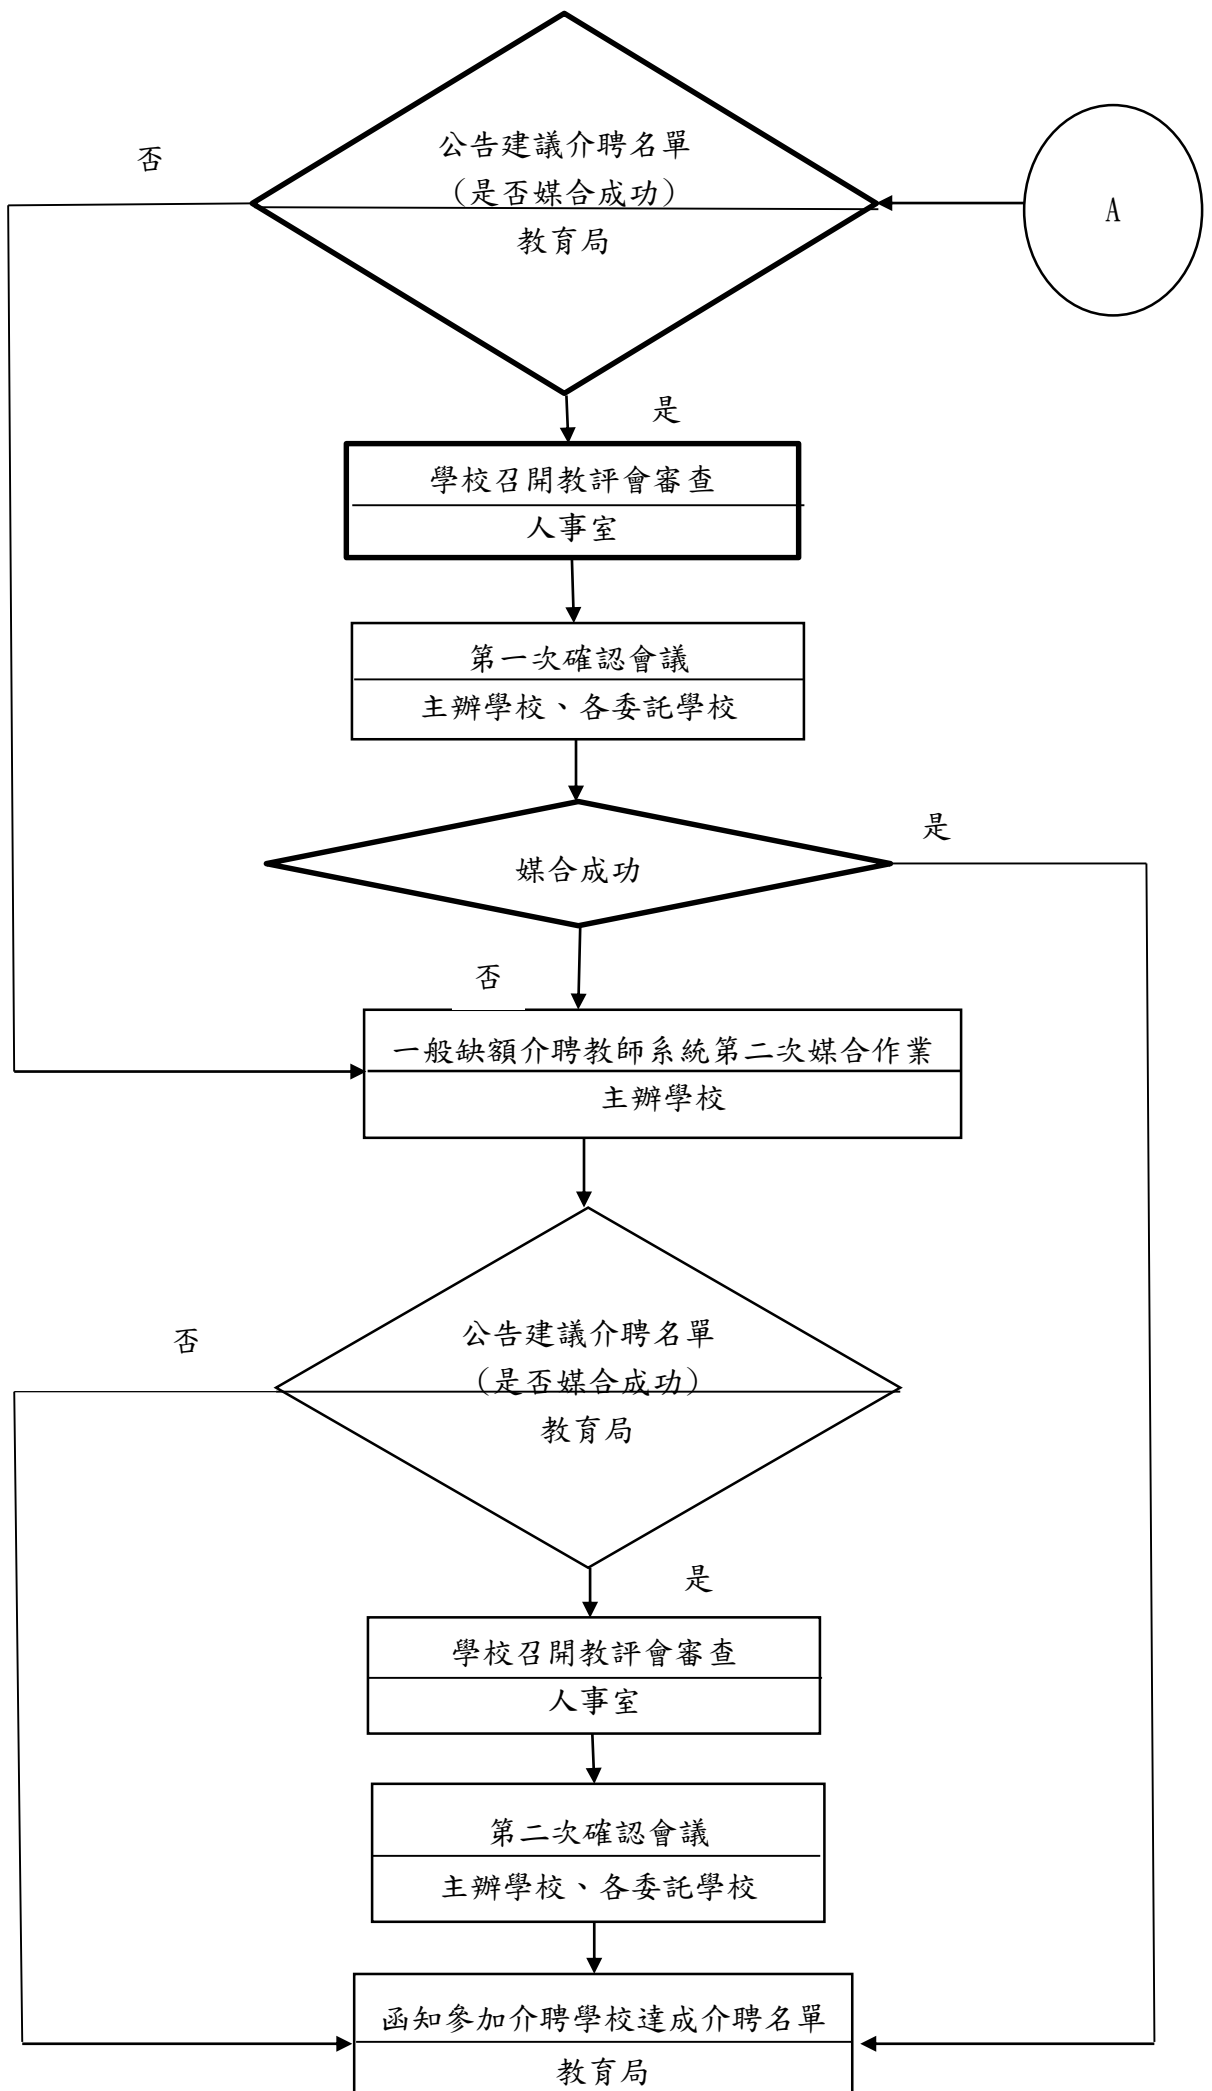 公告建議介聘名單
（是否媒合成功）
教育局
否
A
是
學校召開教評會審查
人事室
第一次確認會議
主辦學校、各委託學校
媒合成功
是
否
一般缺額介聘教師系統第二次媒合作業
主辦學校
公告建議介聘名單
（是否媒合成功）
教育局
否
是
學校召開教評會審查
人事室
第二次確認會議
主辦學校、各委託學校
函知參加介聘學校達成介聘名單
教育局